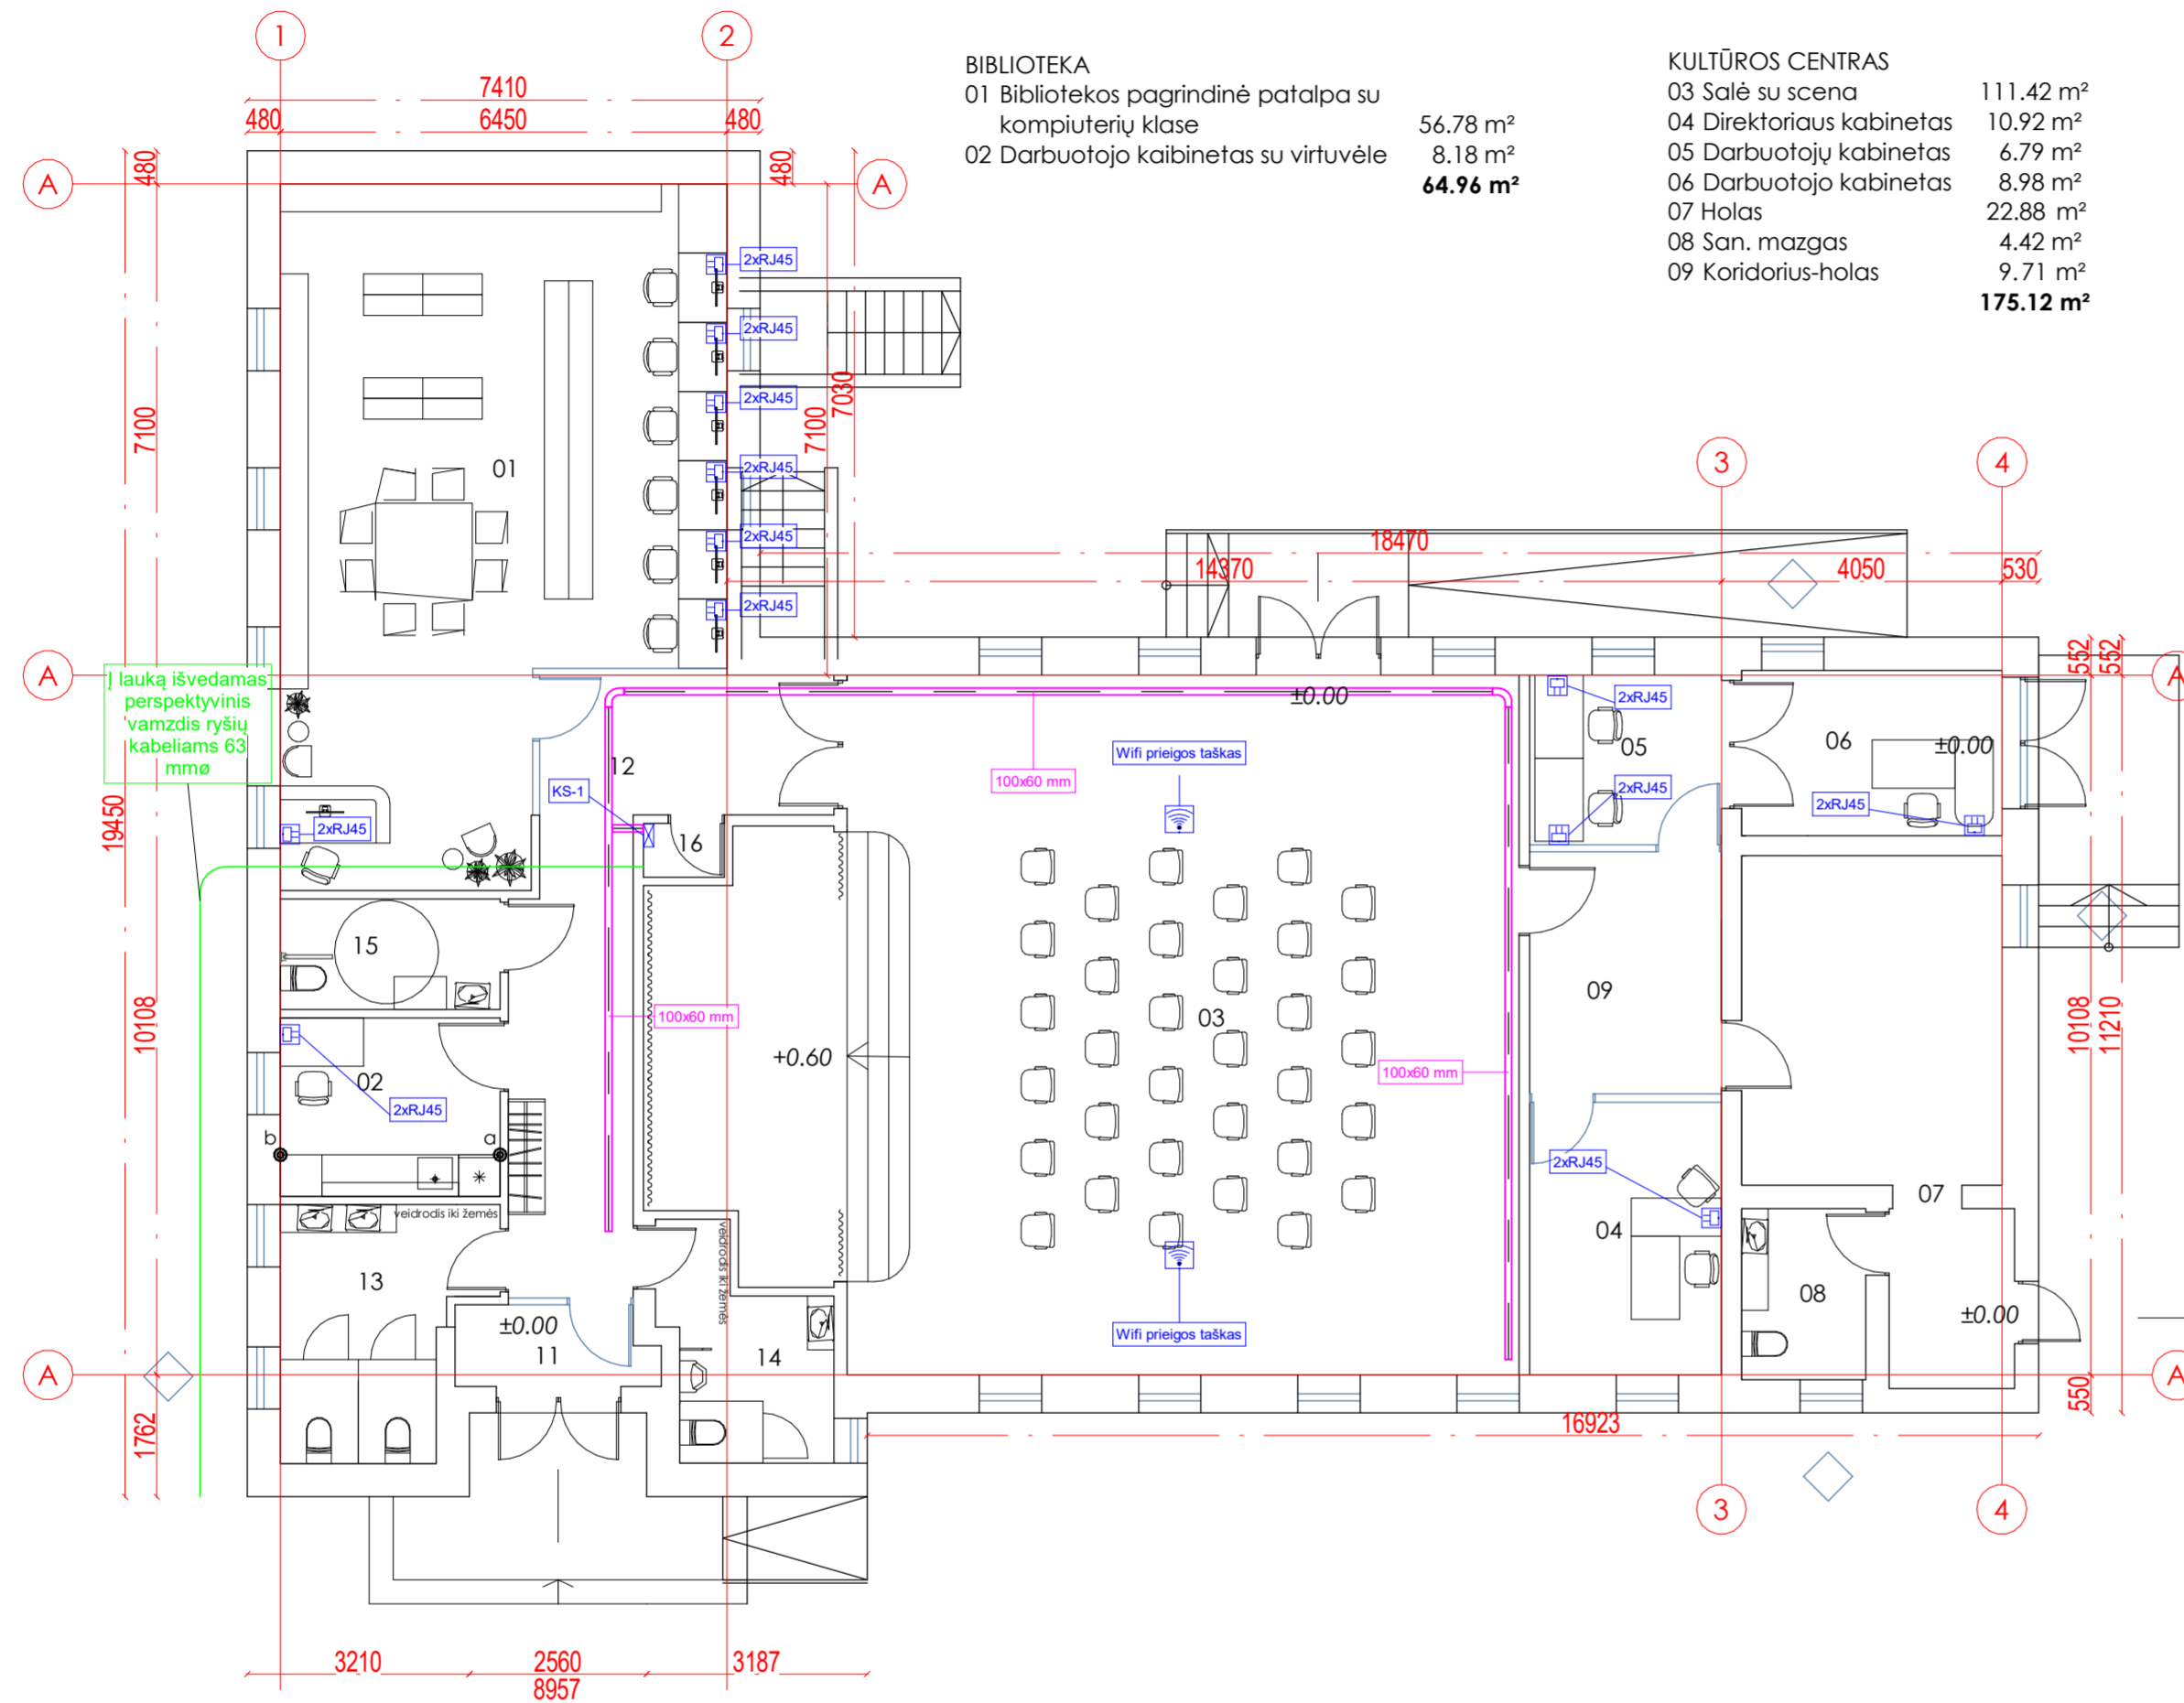 1
2
7410
480
6450
480
BIBLIOTEKA
01 Bibliotekos pagrindinė patalpa su
kompiuterių klase 56.78 m²
02 Darbuotojo kaibinetas su virtuvėle 8.18 m²
64.96 m²
KULTŪROS CENTRAS
03 Salė su scena 111.42 m²
04 Direktoriaus kabinetas 10.92 m²
05 Darbuotojų kabinetas 6.79 m²
06 Darbuotojo kabinetas 8.98 m²
07 Holas 22.88 m²
08 San. mazgas 4.42 m²
09 Koridorius-holas 9.71 m²
175.12 m²
480
480
A
A
2xRJ45
2xRJ45
2xRJ45
2xRJ45
2xRJ45
2xRJ45
7100
7100
7030
01
3
4
18470
14370
4050
530
552
552
A
A
Į lauką išvedamas
perspektyvinis
vamzdis ryšių
kabeliams 63
mmø
±0.00
2xRJ45
05
06
±0.00
12
Wifi prieigos taškas
100x60 mm
KS-1
2xRJ45
2xRJ45
2xRJ45
16
19450
15
09
10108
100x60 mm
03
10108
11210
+0.60
100x60 mm
02
2xRJ45
b
a
2xRJ45
07
veidrodis iki žemės
veidrodis iki žemės
04
13
08
±0.00
±0.00
11
14
Wifi prieigos taškas
A
A
1762
550
16923
3
4
3210
2560
3187
8957